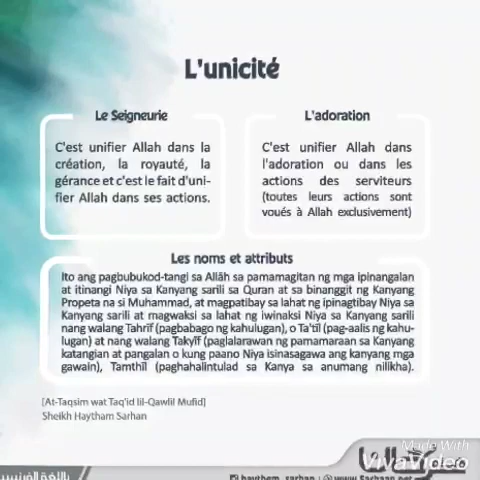 L'unicité
Le Seigneurie
C'est unifier Allah dans la
création, la royauté, la
gérance et c'est le fait d'uni-
fier Allah dans ses actions.
L'adoration
C'est unifier Allah dans
l'adoration ou dans les
actions des serviteurs
(toutes leurs actions sont
voués à Allah exclusivement)
Les noms et attributs
Ito ang pagbubukod-tangi sa Allāh sa pamamagitan ng mga ipinangalan
at itinangi Niya sa Kanyang sarili sa Quran at sa binanggit ng Kanyang
Propeta na si Muhammad, at magpatibay sa lahat ng ipinagtibay Niya sa
Kanyang sarili at magwaksi sa lahat ng iwinaksi Niya sa Kanyang sarili
nang walang Tahrīf (pagbabago ng kahulugan), o Ta'tīl (pag-aalis ng kahu-
lugan) at nang walang Takyīf (paglalarawan ng pamamaraan sa Kanyang
katangian at pangalan o kung paano Niya isinasagawa ang kanyang mga
gawain), Tamthīl (paghahalintulad sa Kanya sa anumang nilikha).
[At-Taqsim wat Taq'id lil-Qawlil Mufid]
Sheikh Haytham Sarhan
Made With
VivaVideo
باللغة الفرنسية
haythem_sarhan